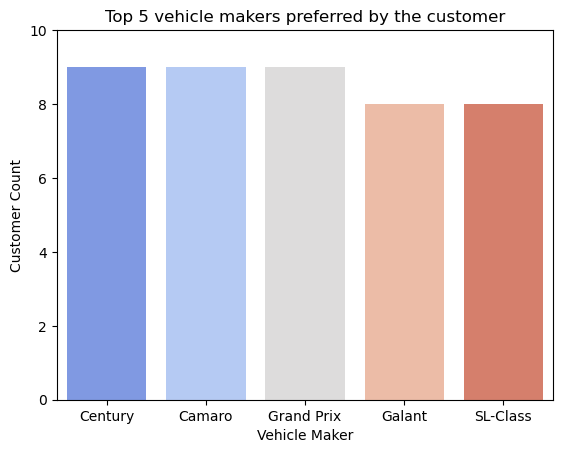 Top 5 vehicle makers preferred by the customer
10
8
6
4
2
0
Customer Count
Century Camaro Grand Prix Galant SL-Class
Vehicle Maker